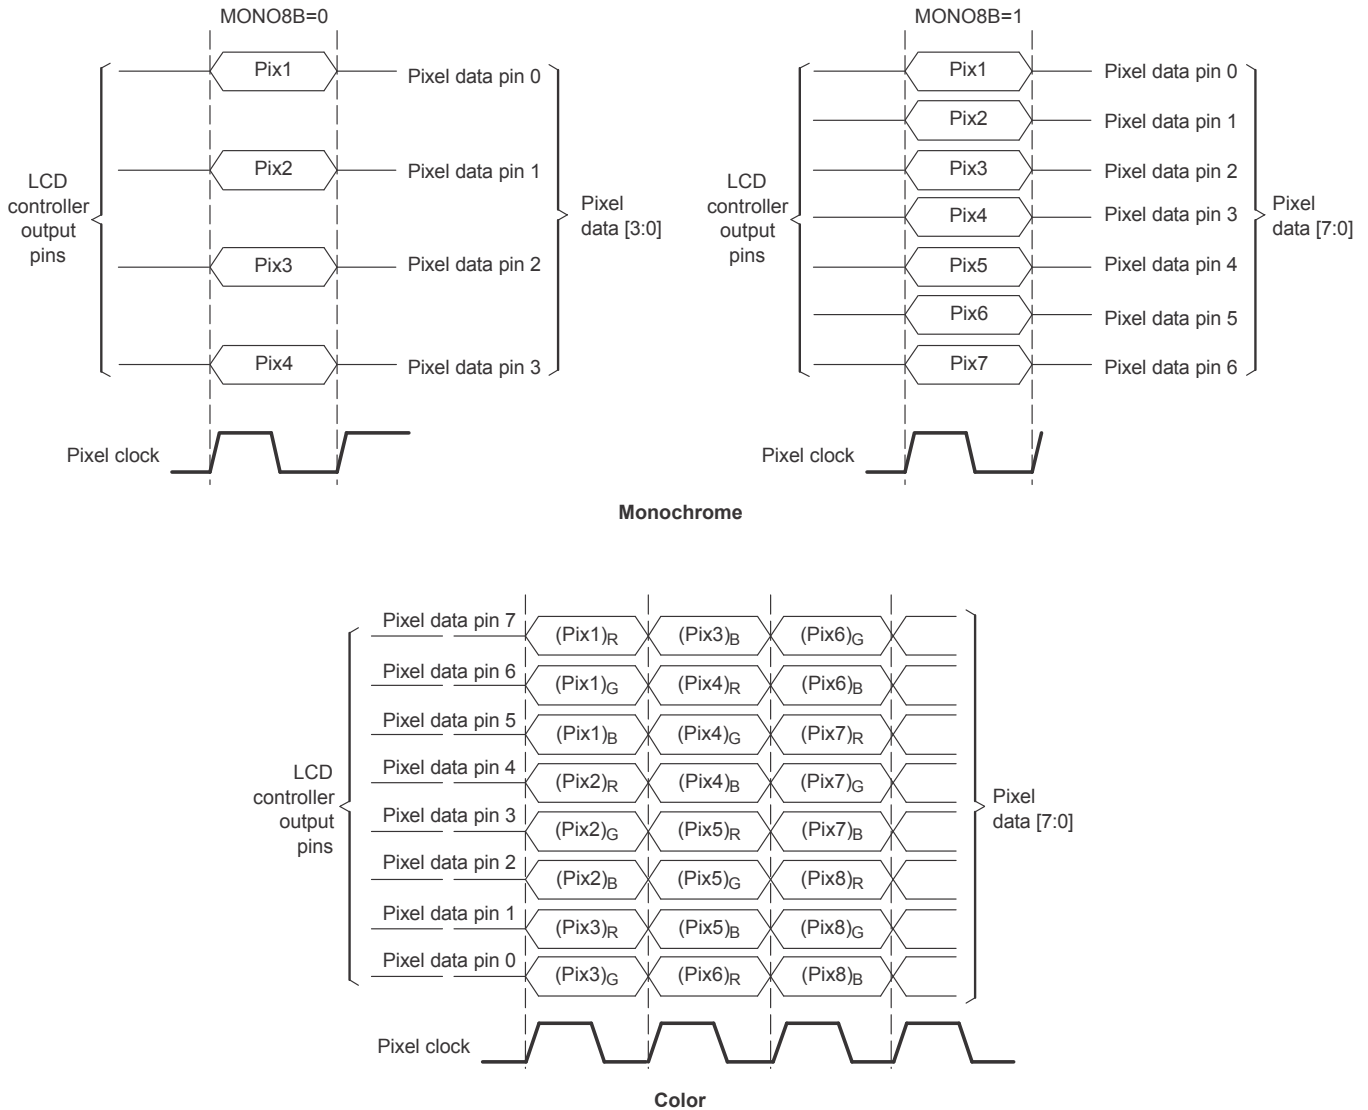 MONO8B=0
Pix1
Pixel data pin 0
Pix2
Pixel data pin 1
LCD
controller
output
pins
Pixel
data [3:0]
Pix3
Pixel data pin 2
Pix4
Pixel data pin 3
Pixel clock
MONO8B=1
Pix1
Pixel data pin 0
Pix2
Pixel data pin 1
Pix3
Pixel data pin 2
LCD
controller
output
pins
Pix4
Pixel data pin 3
Pixel
data [7:0]
Pix5
Pixel data pin 4
Pix6
Pixel data pin 5
Pix7
Pixel data pin 6
Pixel clock
Monochrome
Pixel data pin 7 (Pix1)R (Pix3)B (Pix6)G
Pixel data pin 6 (Pix1)G (Pix4)R (Pix6)B
Pixel data pin 5 (Pix1)B (Pix4)G (Pix7)R
Pixel data pin 4 (Pix2)R (Pix4)B (Pix7)G
LCD
controller
output
pins
Pixel
data [7:0]
Pixel data pin 3 (Pix2)G (Pix5)R (Pix7)B
Pixel data pin 2 (Pix2)B (Pix5)G (Pix8)R
Pixel data pin 1 (Pix3)R (Pix5)B (Pix8)G
Pixel data pin 0 (Pix3)G (Pix6)R (Pix8)B
Pixel clock
Color